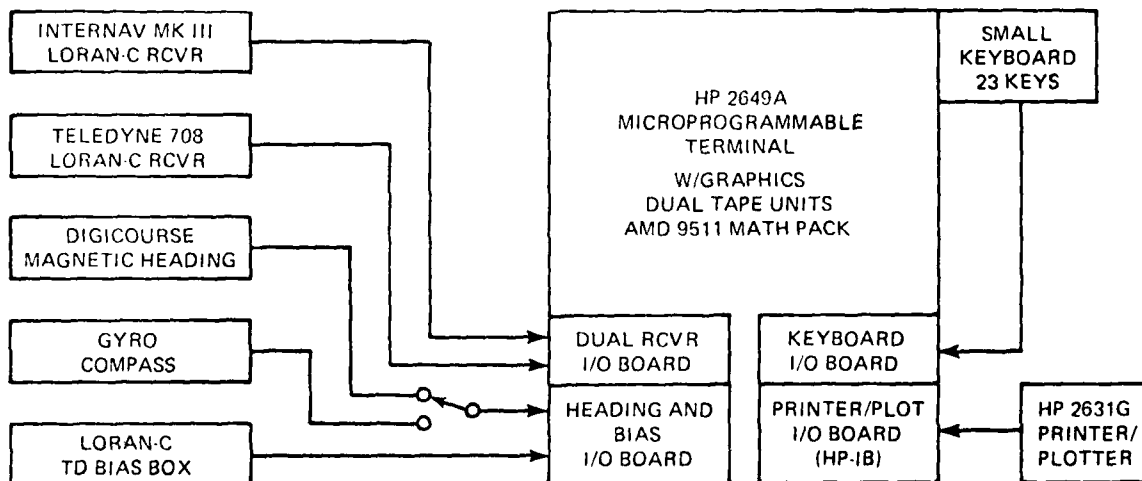 INTERNAV MK III
LORAN-C RCVR
TELEDYNE 708
LORAN-C RCVR
DIGICOURSE
MAGNETIC HEADING
GYRO
COMPASS
LORAN-C
TD BIAS BOX
HP 2649A
MICROPROGRAMMABLE
TERMINAL
W/GRAPHICS
DUAL TAPE UNITS
AMD 9511 MATH PACK
SMALL
KEYBOARD
23 KEYS
DUAL RCVR
I/O BOARD
KEYBOARD
I/O BOARD
HEADING AND
BIAS
I/O BOARD
PRINTER/PLOT
I/O BOARD
(HP-IB)
HP 2631G
PRINTER/
PLOTTER